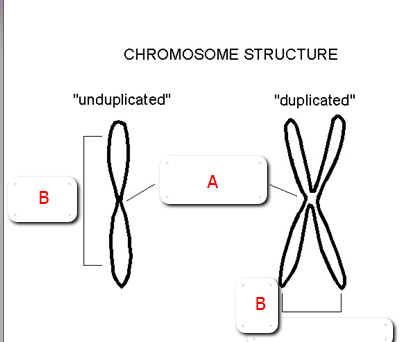 CHROMOSOME STRUCTURE
"unduplicated" "duplicated"
A
B
B